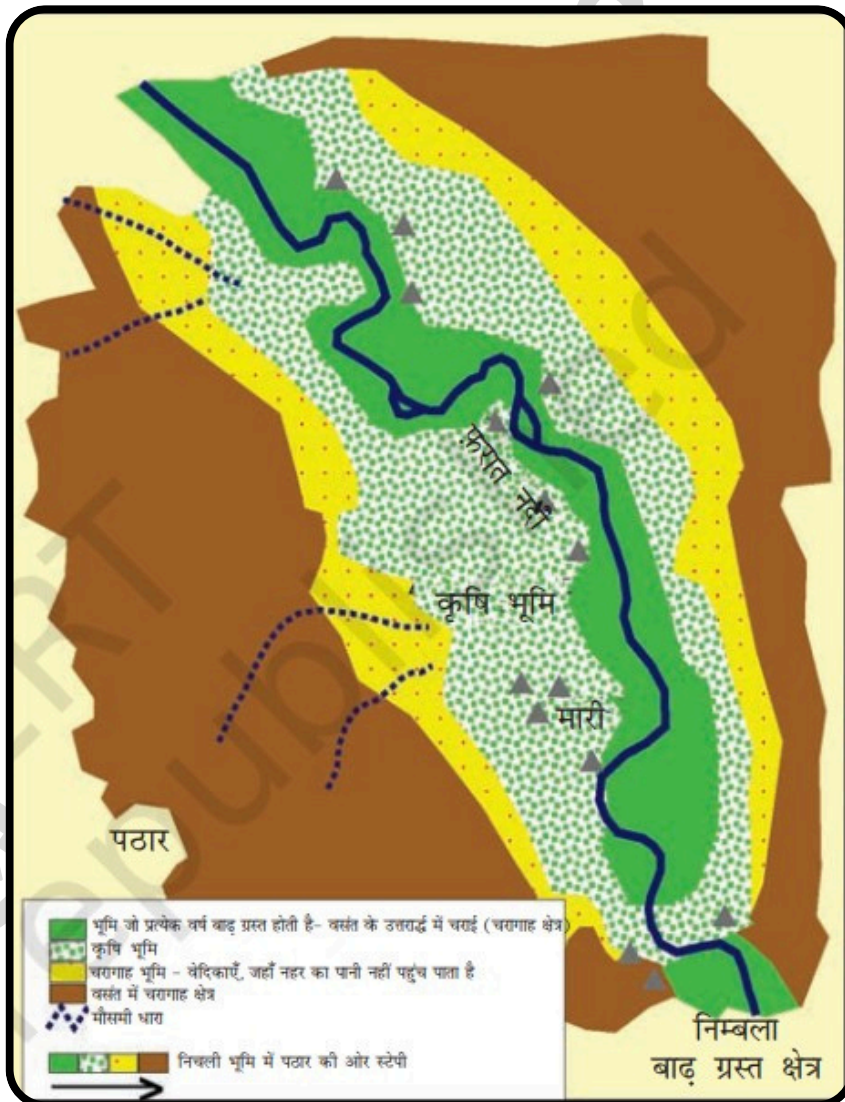 फ़रात नदी
कृषि भूमि
मारी
पठार
भूमि जो प्रत्येक वर्ष बाढ़ ग्रस्त होती है- वसंत के उत्तरार्द्ध में चराई (चरागाह क्षेत्र)
कृषि भूमि
चरागाह भूमि - वेदिकाएँ, जहाँ नहर का पानी नहीं पहुंच पाता है
वसंत में चरागाह क्षेत्र
मौसमी धारा
निचली भूमि में पठार की ओर स्टेपी
निम्बला
बाढ़ ग्रस्त क्षेत्र